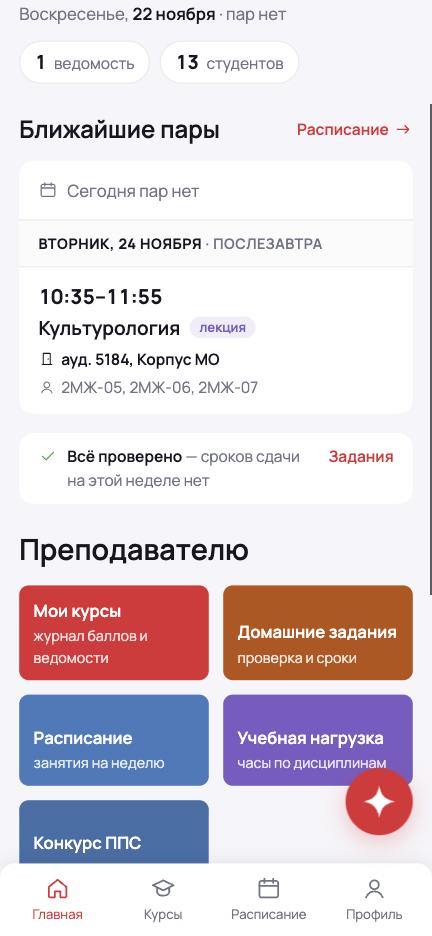 Воскресенье, 22 ноября · пар нет
1 ведомость 13 студентов
Ближайшие пары Расписание →
Сегодня пар нет
ВТОРНИК, 24 НОЯБРЯ · ПОСЛЕЗАВТРА
10:35–11:55
Культурология лекция
ауд. 5184, Корпус МО
2МЖ-05, 2МЖ-06, 2МЖ-07
Всё проверено — сроков сдачи Задания
на этой неделе нет
Преподавателю
Мои курсы
журнал баллов и
ведомости
Домашние задания
проверка и сроки
Расписание
занятия на неделю
Учебная нагрузка
часы по дисциплинам
Конкурс ППС
Главная Курсы Расписание Профиль